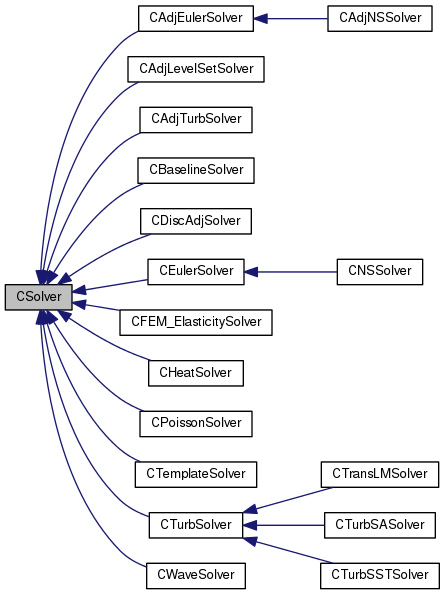 CAdjEulerSolver
CAdjNSSolver
CAdjLevelSetSolver
CAdjTurbSolver
CBaselineSolver
CDiscAdjSolver
CEulerSolver
CNSSolver
CSolver
CFEM_ElasticitySolver
CHeatSolver
CPoissonSolver
CTemplateSolver
CTransLMSolver
CTurbSolver
CTurbSASolver
CWaveSolver
CTurbSSTSolver